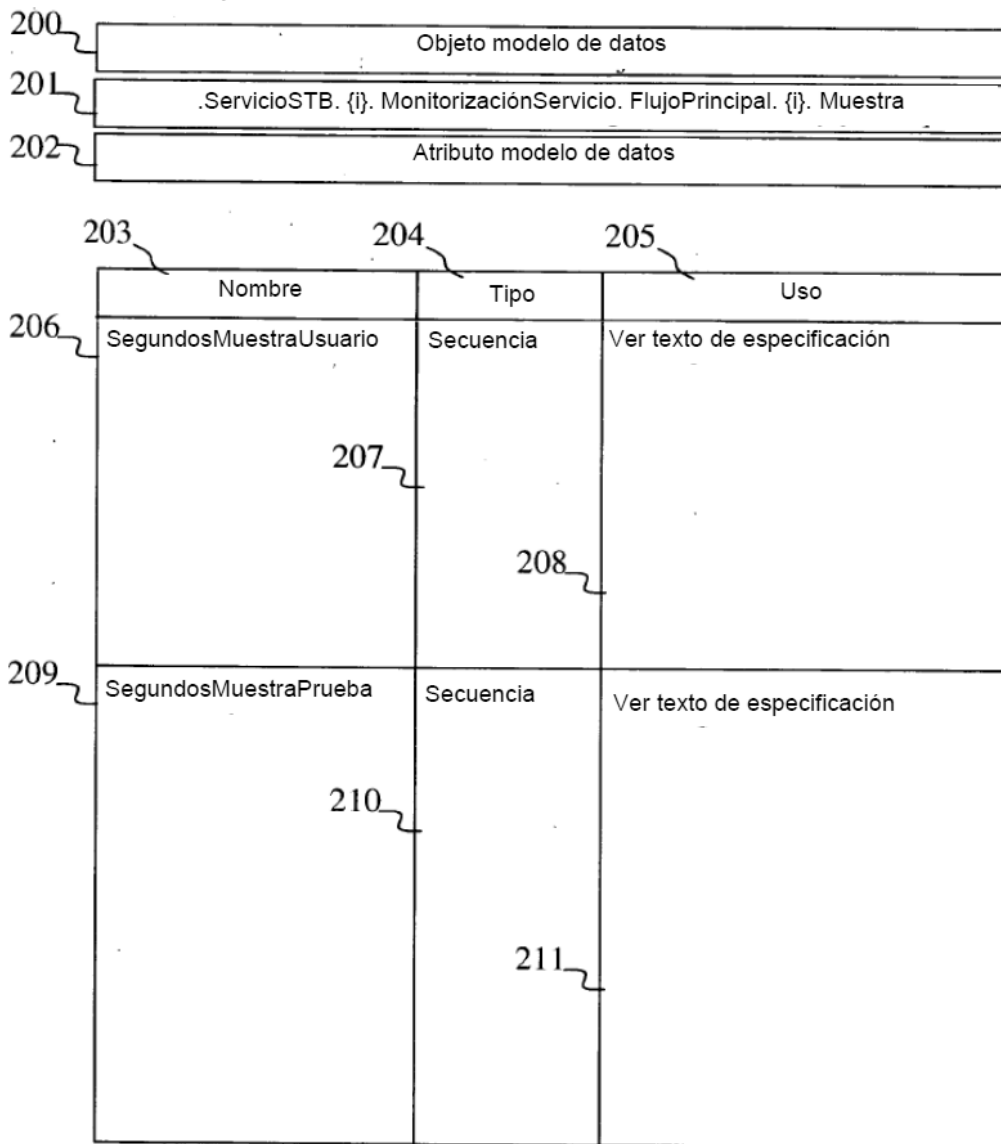 200
Objeto modelo de datos
201
.ServicioSTB. {i}. MonitorizaciónServicio. FlujoPrincipal. {i}. Muestra
202
Atributo modelo de datos
203 204 205
Nombre Tipo Uso
206
SegundosMuestraUsuario Secuencia Ver texto de especificación
207
208
209
SegundosMuestraPrueba Secuencia Ver texto de especificación
210
211